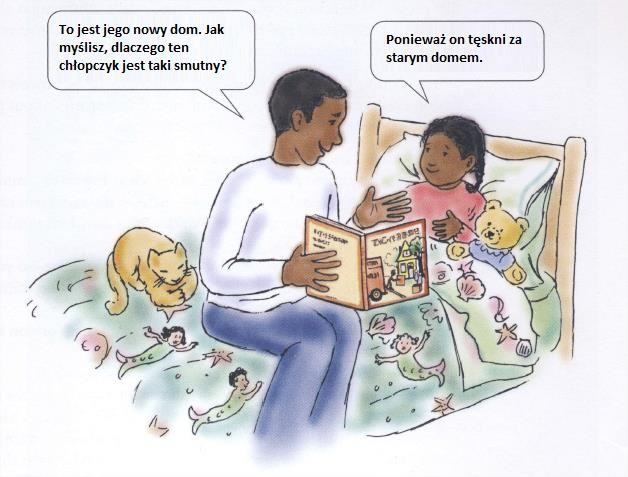 To jest jego nowy dom. Jak
myślisz, dlaczego ten
chłopczyk jest taki smutny?
Ponieważ on tęskni za
starym domem.